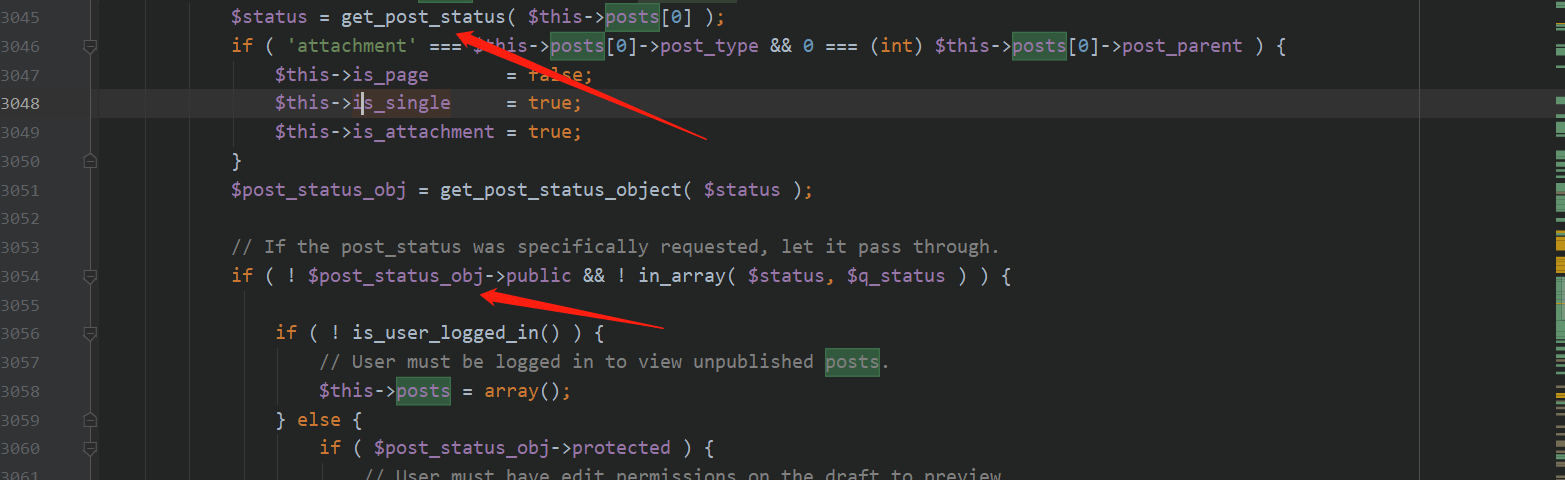 3045 $status = get_post_status( $this->posts[0] );
3046 if ( 'attachment' === $this->posts[0]->post_type && 0 === (int) $this->posts[0]->post_parent ) {
3047 $this->is_page = false;
3048 $this->is_single = true;
3049 $this->is_attachment = true;
3050 }
3051 $post_status_obj = get_post_status_object( $status );
3052
3053 // If the post_status was specifically requested, let it pass through.
3054 if ( ! $post_status_obj->public && ! in_array( $status, $q_status ) ) {
3055
3056 if ( ! is_user_logged_in() ) {
3057 // User must be logged in to view unpublished posts.
3058 $this->posts = array();
3059 } else {
3060 if ( $post_status_obj->protected ) {
3061 // User must have edit permissions on the draft to preview